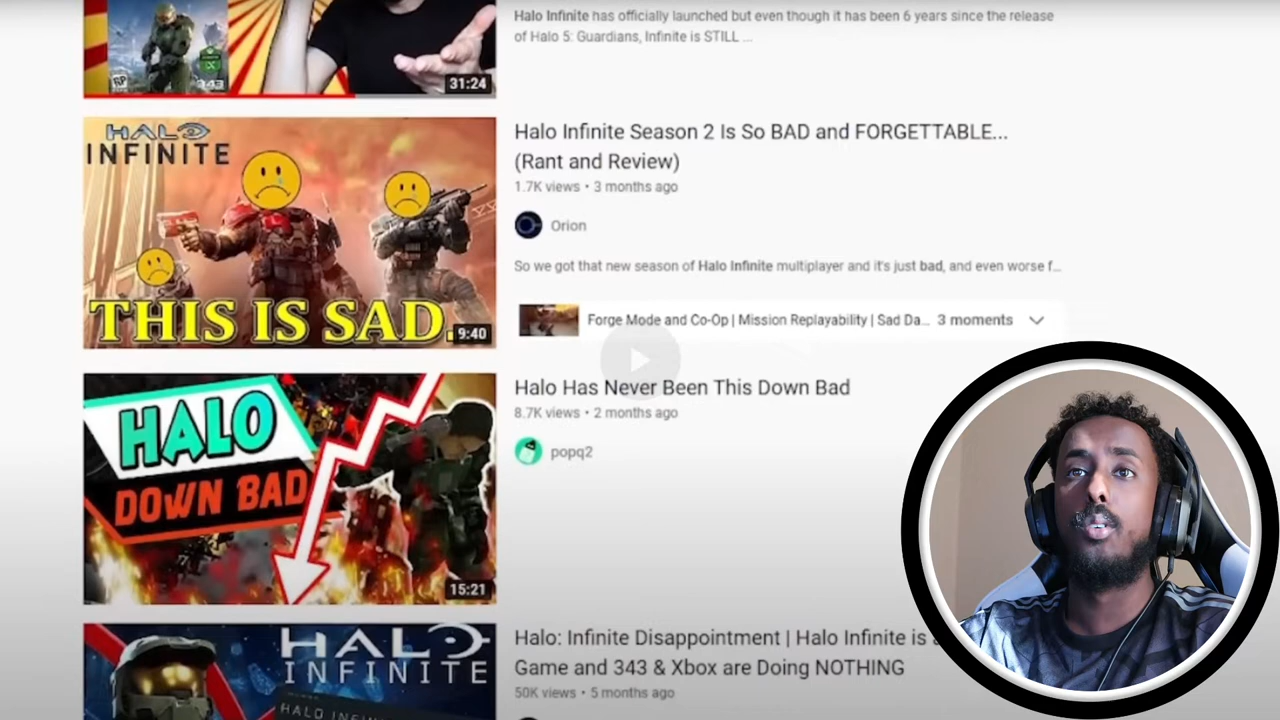 Halo Infinite has officially launched but even though it has been 6 years since the release
of Halo 5: Guardians, Infinite is STILL ...
RP
343
31:24
HALO
INFINITE
THIS IS SAD.
9:40
Halo Infinite Season 2 Is So BAD and FORGETTABLE...
(Rant and Review)
1.7K views • 3 months ago
Orion
So we got that new season of Halo Infinite multiplayer and it's just bad, and even worse f...
Forge Mode and Co-Op | Mission Replayability | Sad Da... 3 moments
HALO
DOWN BAD
15:21
Halo Has Never Been This Down Bad
8.7K views • 2 months ago
popq2
HALO
INFINITE
Halo: Infinite Disappointment | Halo Infinite is
Game and 343 & Xbox are Doing NOTHING
50K views • 5 months ago